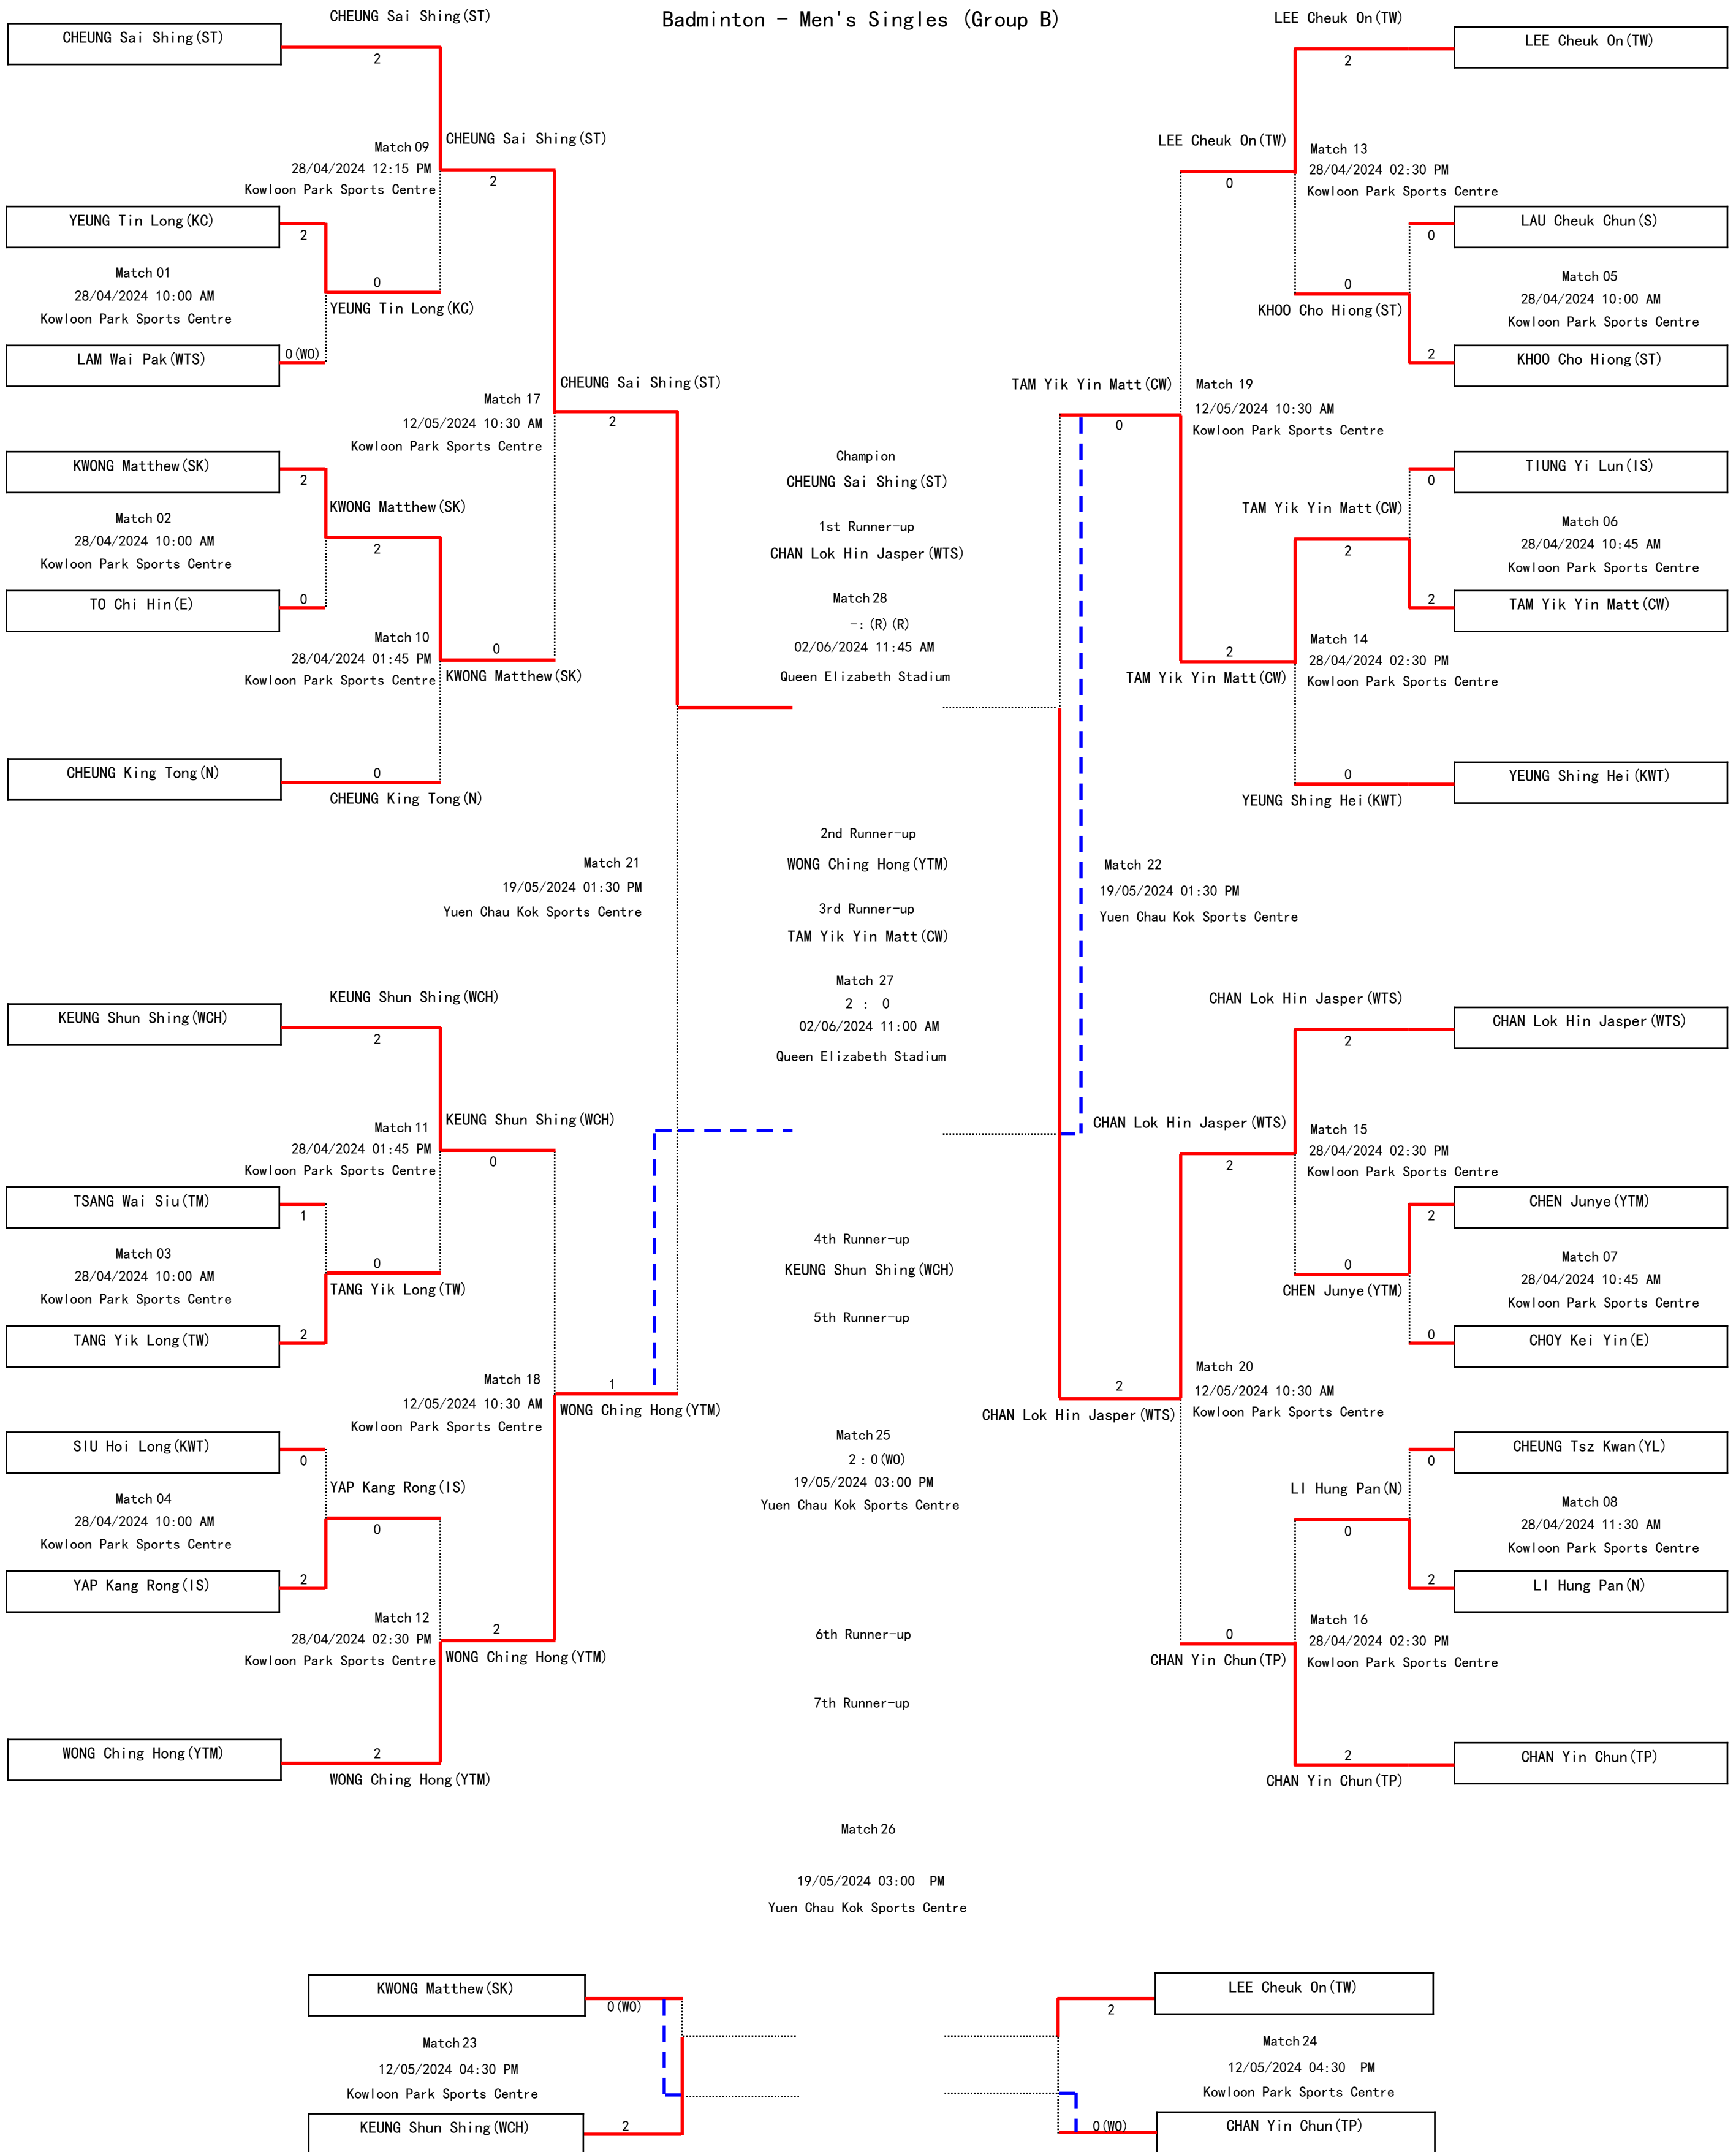 Badminton - Men's Singles (Group B)
CHEUNG Sai Shing(ST)
CHEUNG Sai Shing(ST)
2
Match 09
28/04/2024 12:15 PM
Kowloon Park Sports Centre
CHEUNG Sai Shing(ST)
2
YEUNG Tin Long(KC)
2
Match 01
28/04/2024 10:00 AM
Kowloon Park Sports Centre
0
YEUNG Tin Long(KC)
LAM Wai Pak(WTS)
0(WO)
Match 17
12/05/2024 10:30 AM
Kowloon Park Sports Centre
CHEUNG Sai Shing(ST)
2
KWONG Matthew(SK)
2
KWONG Matthew(SK)
2
Match 02
28/04/2024 10:00 AM
Kowloon Park Sports Centre
TO Chi Hin(E)
0
Match 10
28/04/2024 01:45 PM
Kowloon Park Sports Centre
0
KWONG Matthew(SK)
CHEUNG King Tong(N)
0
CHEUNG King Tong(N)
Match 21
19/05/2024 01:30 PM
Yuen Chau Kok Sports Centre
KEUNG Shun Shing(WCH)
KEUNG Shun Shing(WCH)
2
Match 11
28/04/2024 01:45 PM
Kowloon Park Sports Centre
KEUNG Shun Shing(WCH)
0
TSANG Wai Siu(TM)
1
Match 03
28/04/2024 10:00 AM
Kowloon Park Sports Centre
0
TANG Yik Long(TW)
TANG Yik Long(TW)
2
Match 18
12/05/2024 10:30 AM
Kowloon Park Sports Centre
1
WONG Ching Hong(YTM)
SIU Hoi Long(KWT)
0
YAP Kang Rong(IS)
0
Match 04
28/04/2024 10:00 AM
Kowloon Park Sports Centre
YAP Kang Rong(IS)
2
Match 12
28/04/2024 02:30 PM
Kowloon Park Sports Centre
2
WONG Ching Hong(YTM)
WONG Ching Hong(YTM)
2
WONG Ching Hong(YTM)
Champion
CHEUNG Sai Shing(ST)
1st Runner-up
CHAN Lok Hin Jasper(WTS)
Match 28
-:(R)(R)
02/06/2024 11:45 AM
Queen Elizabeth Stadium
2nd Runner-up
WONG Ching Hong(YTM)
3rd Runner-up
TAM Yik Yin Matt(CW)
Match 27
2 : 0
02/06/2024 11:00 AM
Queen Elizabeth Stadium
4th Runner-up
KEUNG Shun Shing(WCH)
5th Runner-up
Match 25
2 : 0(WO)
19/05/2024 03:00 PM
Yuen Chau Kok Sports Centre
6th Runner-up
7th Runner-up
Match 26
19/05/2024 03:00 PM
Yuen Chau Kok Sports Centre
LEE Cheuk On(TW)
LEE Cheuk On(TW)
2
LEE Cheuk On(TW)
0
Match 13
28/04/2024 02:30 PM
Kowloon Park Sports Centre
LAU Cheuk Chun(S)
0
0
KHOO Cho Hiong(ST)
Match 05
28/04/2024 10:00 AM
Kowloon Park Sports Centre
2
KHOO Cho Hiong(ST)
TAM Yik Yin Matt(CW)
0
Match 19
12/05/2024 10:30 AM
Kowloon Park Sports Centre
TIUNG Yi Lun(IS)
0
TAM Yik Yin Matt(CW)
2
Match 06
28/04/2024 10:45 AM
Kowloon Park Sports Centre
2
TAM Yik Yin Matt(CW)
2
TAM Yik Yin Matt(CW)
Match 14
28/04/2024 02:30 PM
Kowloon Park Sports Centre
0
YEUNG Shing Hei(KWT)
YEUNG Shing Hei(KWT)
Match 22
19/05/2024 01:30 PM
Yuen Chau Kok Sports Centre
CHAN Lok Hin Jasper(WTS)
CHAN Lok Hin Jasper(WTS)
2
CHAN Lok Hin Jasper(WTS)
2
Match 15
28/04/2024 02:30 PM
Kowloon Park Sports Centre
CHEN Junye(YTM)
2
0
CHEN Junye(YTM)
Match 07
28/04/2024 10:45 AM
Kowloon Park Sports Centre
0
CHOY Kei Yin(E)
2
CHAN Lok Hin Jasper(WTS)
Match 20
12/05/2024 10:30 AM
Kowloon Park Sports Centre
CHEUNG Tsz Kwan(YL)
0
LI Hung Pan(N)
0
Match 08
28/04/2024 11:30 AM
Kowloon Park Sports Centre
2
LI Hung Pan(N)
0
CHAN Yin Chun(TP)
Match 16
28/04/2024 02:30 PM
Kowloon Park Sports Centre
2
CHAN Yin Chun(TP)
CHAN Yin Chun(TP)
KWONG Matthew(SK)
0(WO)
Match 23
12/05/2024 04:30 PM
Kowloon Park Sports Centre
KEUNG Shun Shing(WCH)
2
LEE Cheuk On(TW)
2
Match 24
12/05/2024 04:30 PM
Kowloon Park Sports Centre
0(WO)
CHAN Yin Chun(TP)